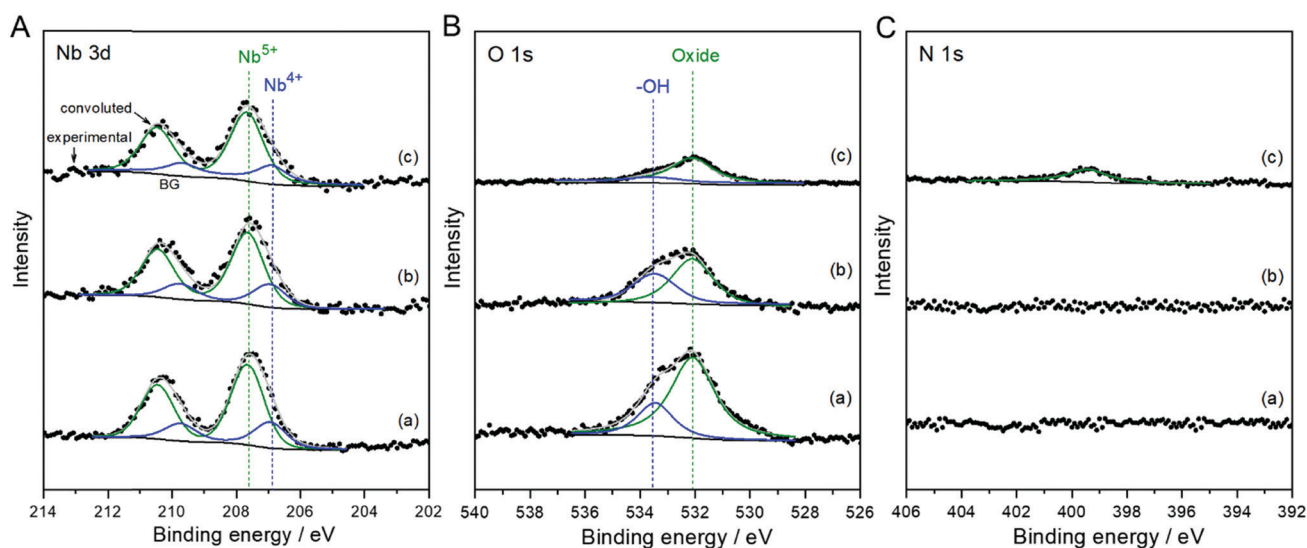 A
Nb 3d
Nb5+
Nb4+
convoluted
experimental
BG
(c)
(b)
(a)
Intensity
214 212 210 208 206 204 202
Binding energy / eV
B
O 1s
Oxide
-OH
(c)
(b)
(a)
Intensity
540 538 536 534 532 530 528 526
Binding energy / eV
C
N 1s
(c)
(b)
(a)
Intensity
406 404 402 400 398 396 394 392
Binding energy / eV